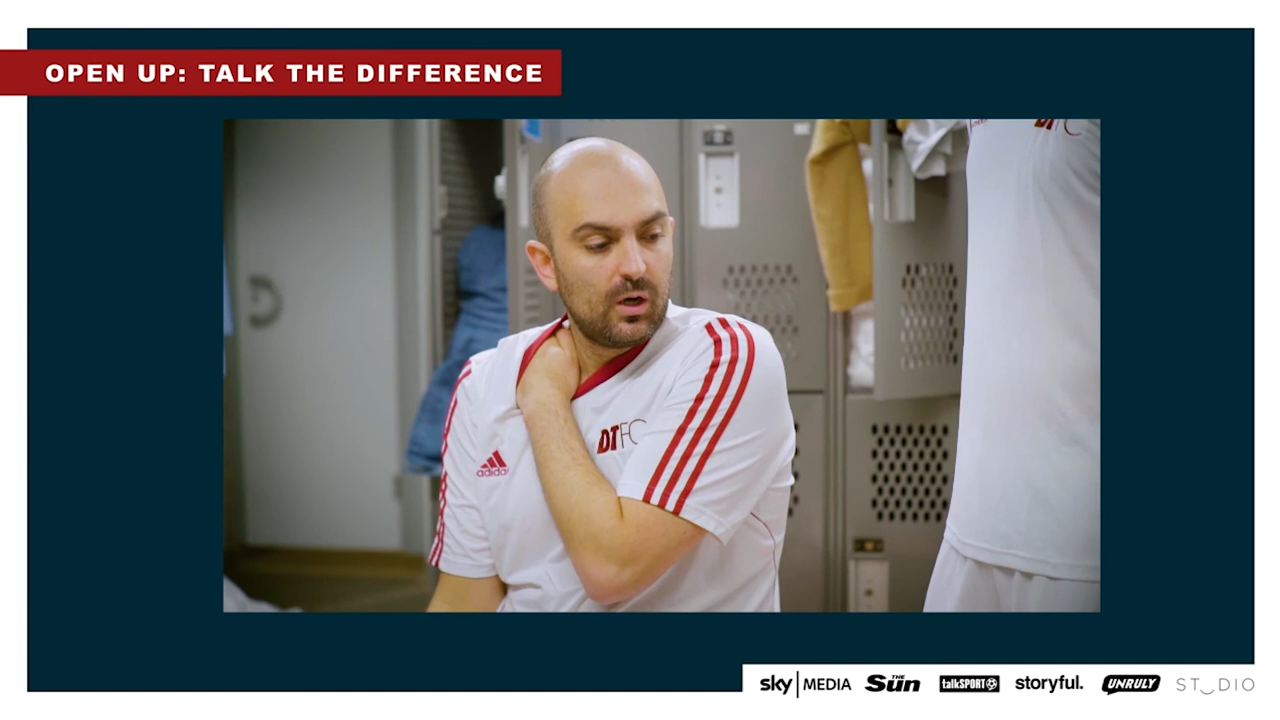 OPEN UP: TALK THE DIFFERENCE
adidas
DTFC
sky MEDIA
THE Sun
talkSPORT
storyful.
UNRULY
STUDIO